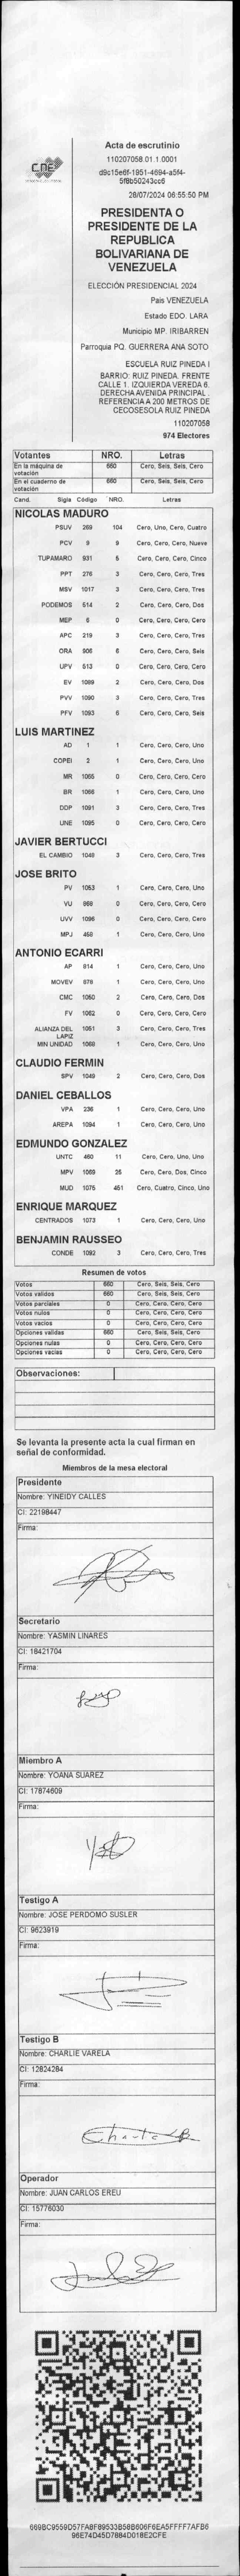 CNE
Acta de escrutinio
110207058.01.1.0001
28/07/2024 06:55:50 PM
PRESIDENTA O
PRESIDENTE DE LA
REPUBLICA
BOLIVARIANA DE
VENEZUELA
ELECCIÓN PRESIDENCIAL 2024
Pais VENEZUELA
Estado EDO. LARA
Municipio MP. IRIBARREN
Parroquia PQ. GUERRERA ANA SOTO
ESCUELA RUIZ PINEDA I
BARRIO: RUIZ PINEDA. FRENTE
CALLE 1. IZQUIERDA VEREDA 6.
DERECHA AVENIDA PRINCIPAL .
REFERENCIA A 200 METROS DE
CECOSESOLA RUIZ PINEDA
110207058
974 Electores
Votantes NRO. Letras
En la máquina de votación 660 Cero, Seis, Seis, Cero
En el cuaderno de votación 660 Cero, Seis, Seis, Cero
Cand. Sigla Código NRO. Letras
NICOLAS MADURO
PSUV 269 104 Cero, Uno, Cero, Cuatro
PCV 9 9 Cero, Cero, Cero, Nueve
TUPAMARO 931 5 Cero, Cero, Cero, Cinco
PPT 276 3 Cero, Cero, Cero, Tres
MSV 1017 3 Cero, Cero, Cero, Tres
PODEMOS 514 2 Cero, Cero, Cero, Dos
MEP 6 0 Cero, Cero, Cero, Cero
APC 219 3 Cero, Cero, Cero, Tres
ORA 906 6 Cero, Cero, Cero, Seis
UPV 513 0 Cero, Cero, Cero, Cero
EV 1099 2 Cero, Cero, Cero, Dos
PVV 1090 3 Cero, Cero, Cero, Tres
PFV 1093 6 Cero, Cero, Cero, Seis
LUIS MARTINEZ
AD 1 1 Cero, Cero, Cero, Uno
COPEI 2 1 Cero, Cero, Cero, Uno
MR 1065 0 Cero, Cero, Cero, Cero
BR 1066 1 Cero, Cero, Cero, Uno
DDP 1091 3 Cero, Cero, Cero, Tres
UNE 1095 0 Cero, Cero, Cero, Cero
JAVIER BERTUCCI
EL CAMBIO 1048 3 Cero, Cero, Cero, Tres
JOSE BRITO
PV 1053 1 Cero, Cero, Cero, Uno
VU 868 0 Cero, Cero, Cero, Cero
UVV 1096 0 Cero, Cero, Cero, Cero
MPJ 458 1 Cero, Cero, Cero, Uno
ANTONIO ECARRI
AP 814 1 Cero, Cero, Cero, Uno
MOVEV 878 1 Cero, Cero, Cero, Uno
CMC 1050 2 Cero, Cero, Cero, Dos
FV 1062 0 Cero, Cero, Cero, Cero
ALIANZA DEL LAPIZ 1051 3 Cero, Cero, Cero, Tres
MIN UNIDAD 1068 1 Cero, Cero, Cero, Uno
CLAUDIO FERMIN
SPV 1049 2 Cero, Cero, Cero, Dos
DANIEL CEBALLOS
VPA 236 1 Cero, Cero, Cero, Uno
AREPA 1094 1 Cero, Cero, Cero, Uno
EDMUNDO GONZALEZ
UNTC 460 11 Cero, Cero, Uno, Uno
MPV 1069 25 Cero, Cero, Dos, Cinco
MUD 1075 451 Cero, Cuatro, Cinco, Uno
ENRIQUE MARQUEZ
CENTRADOS 1073 1 Cero, Cero, Cero, Uno
BENJAMIN RAUSSEO
CONDE 1092 3 Cero, Cero, Cero, Tres
Resumen de votos
Votos 660 Cero, Seis, Seis, Cero
Votos validos 660 Cero, Seis, Seis, Cero
Votos parciales 0 Cero, Cero, Cero, Cero
Votos nulos 0 Cero, Cero, Cero, Cero
Votos vacios 0 Cero, Cero, Cero, Cero
Opciones validas 660 Cero, Seis, Seis, Cero
Opciones nulas 0 Cero, Cero, Cero, Cero
Opciones vacias 0 Cero, Cero, Cero, Cero
Observaciones:
Se levanta la presente acta la cual firman en
señal de conformidad.
Miembros de la mesa electoral
Presidente
Nombre: YINEIDY CALLES
CI: 22198447
Firma:
Secretario
Nombre: YASMIN LINARES
CI: 18421704
Firma:
Miembro A
Nombre: YOANA SUAREZ
CI: 17874609
Firma:
Testigo A
Nombre: JOSE PERDOMO SUSLER
CI: 9623919
Firma:
Testigo B
Nombre: CHARLIE VARELA
CI: 12824284
Firma:
Operador
Nombre: JUAN CARLOS EREU
CI: 15776030
Firma: